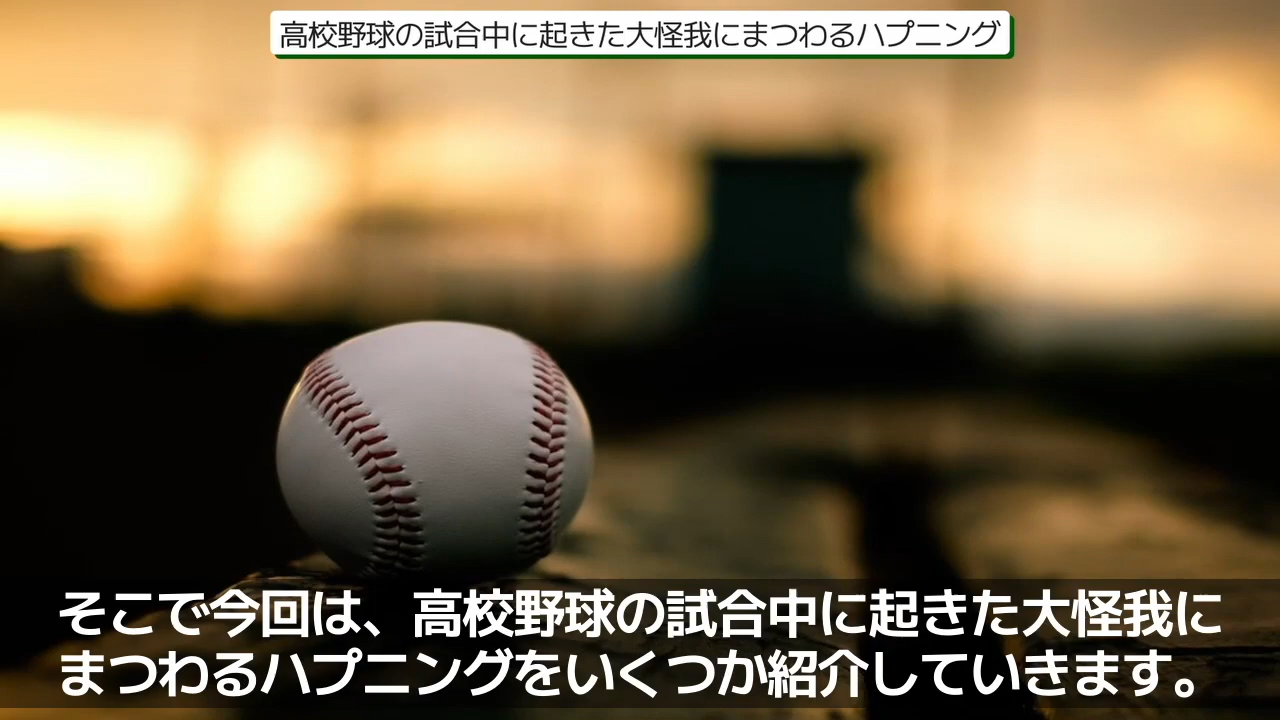 高校野球の試合中に起きた大怪我にまつわるハプニング
そこで今回は、高校野球の試合中に起きた大怪我に
まつわるハプニングをいくつか紹介していきます。